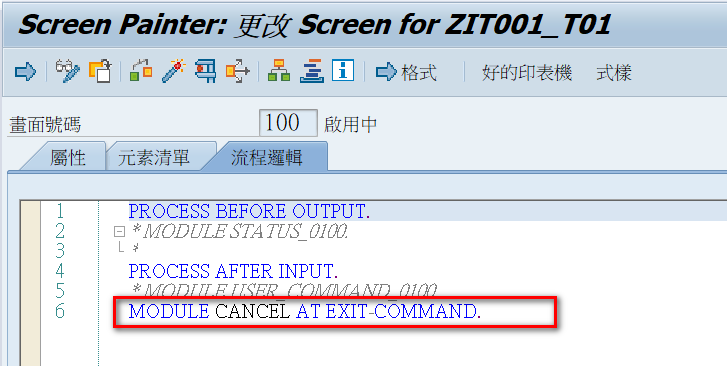 Screen Painter: 更改 Screen for ZIT001_T01
格式 好的印表機 式樣
畫面號碼 100 啟用中
屬性 元素清單 流程邏輯
1 PROCESS BEFORE OUTPUT.
2 * MODULE STATUS_0100.
3 *
4 PROCESS AFTER INPUT.
5 * MODULE USER_COMMAND_0100.
6 MODULE CANCEL AT EXIT-COMMAND.